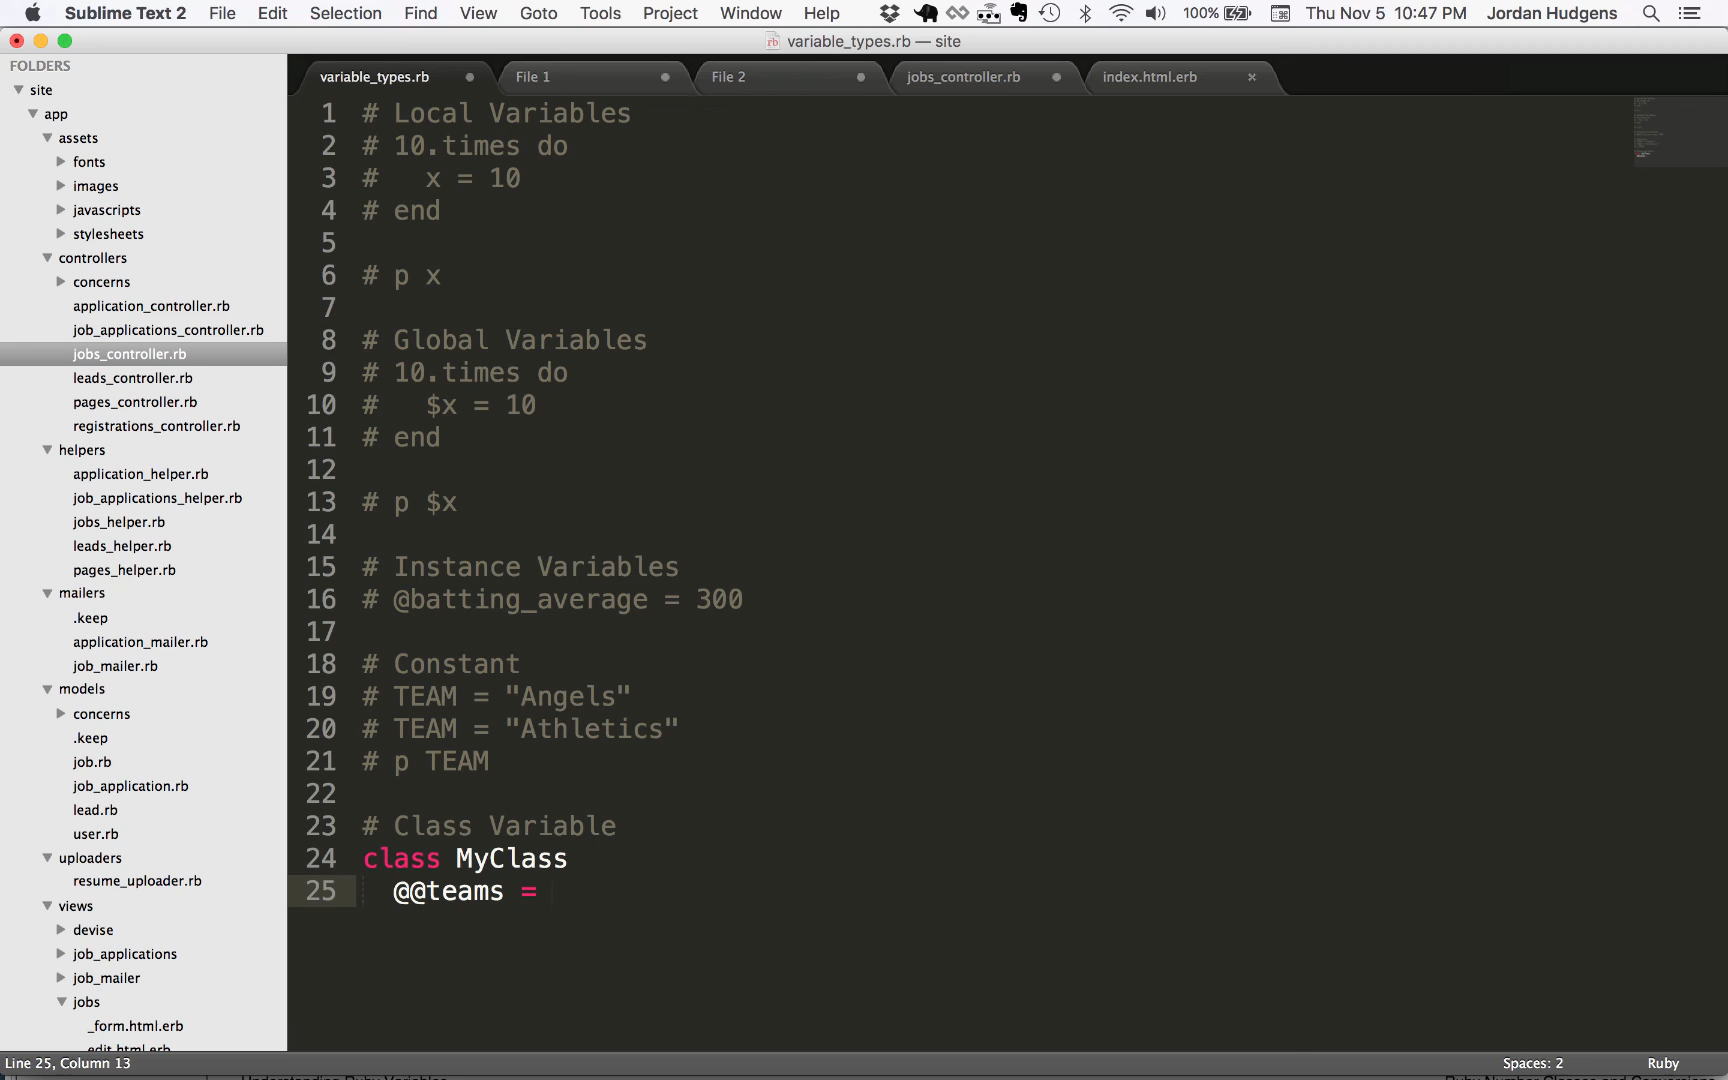 Sublime Text 2 File Edit Selection Find View Goto Tools Project Window Help 100% Thu Nov 5 10:47 PM Jordan Hudgens
variable_types.rb — site
FOLDERS
site
app
assets
fonts
images
javascripts
stylesheets
controllers
concerns
application_controller.rb
job_applications_controller.rb
jobs_controller.rb
leads_controller.rb
pages_controller.rb
registrations_controller.rb
helpers
application_helper.rb
job_applications_helper.rb
jobs_helper.rb
leads_helper.rb
pages_helper.rb
mailers
.keep
application_mailer.rb
job_mailer.rb
models
concerns
.keep
job.rb
job_application.rb
lead.rb
user.rb
uploaders
resume_uploader.rb
views
devise
job_applications
job_mailer
jobs
_form.html.erb
edit.html.erb
variable_types.rb File 1 File 2 jobs_controller.rb index.html.erb
1 # Local Variables
2 # 10.times do
3 #   x = 10
4 # end
5
6 # p x
7
8 # Global Variables
9 # 10.times do
10 #   $x = 10
11 # end
12
13 # p $x
14
15 # Instance Variables
16 # @batting_average = 300
17
18 # Constant
19 # TEAM = "Angels"
20 # TEAM = "Athletics"
21 # p TEAM
22
23 # Class Variable
24 class MyClass
25   @@teams =
Line 25, Column 13 Spaces: 2 Ruby